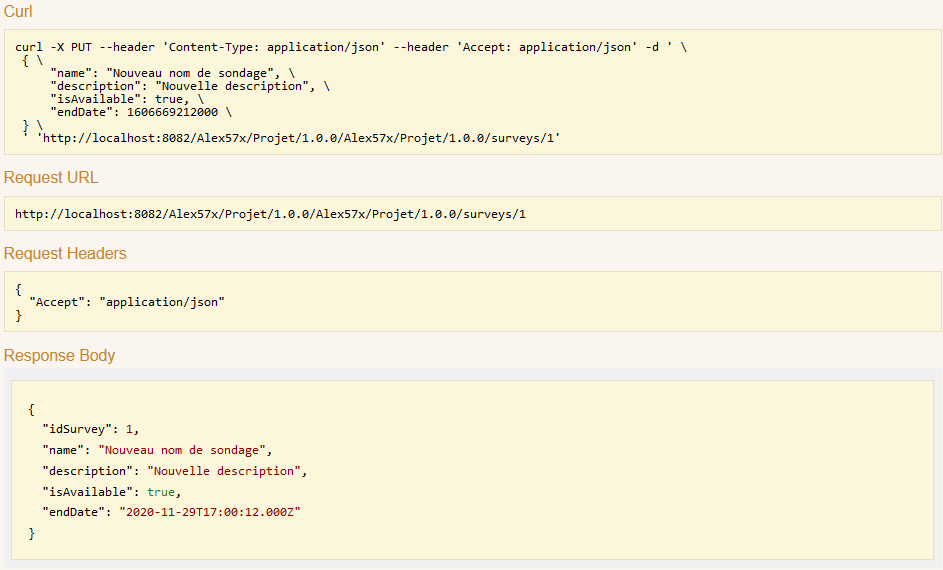 Curl
curl -X PUT --header 'Content-Type: application/json' --header 'Accept: application/json' -d ' \
{ \
"name": "Nouveau nom de sondage", \
"description": "Nouvelle description", \
"isAvailable": true, \
"endDate": 1606669212000 \
} \
' 'http://localhost:8082/Alex57x/Projet/1.0.0/Alex57x/Projet/1.0.0/surveys/1'
Request URL
http://localhost:8082/Alex57x/Projet/1.0.0/Alex57x/Projet/1.0.0/surveys/1
Request Headers
{
"Accept": "application/json"
}
Response Body
{
"idSurvey": 1,
"name": "Nouveau nom de sondage",
"description": "Nouvelle description",
"isAvailable": true,
"endDate": "2020-11-29T17:00:12.000Z"
}